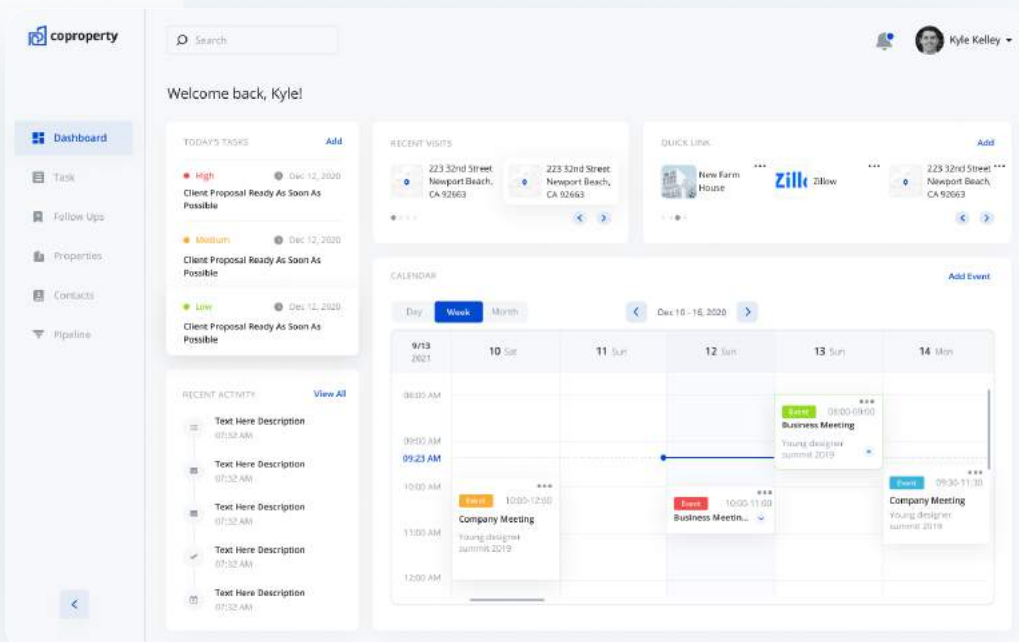 coproperty
Search
Kyle Kelley
Welcome back, Kyle!
Dashboard
Task
Follow Ups
Properties
Contacts
Pipeline
TODAY'S TASKS
Add
High
Dec 12, 2020
Client Proposal Ready As Soon As
Possible
Medium
Dec 12, 2020
Client Proposal Ready As Soon As
Possible
Low
Dec 12, 2020
Client Proposal Ready As Soon As
Possible
RECENT ACTIVITY
View All
Text Here Description
07:32 AM
Text Here Description
07:32 AM
Text Here Description
07:32 AM
Text Here Description
07:32 AM
Text Here Description
07:32 AM
RECENT VISITS
223 32nd Street
Newport Beach,
CA 92663
223 32nd Street
Newport Beach,
CA 92663
QUICK LINK
Add
New Farm
House
Zill
Zillow
223 32nd Street
Newport Beach,
CA 92663
CALENDAR
Add Event
Day
Week
Month
Dec 10 - 16, 2020
9/13
2021
10 Sat
11 Sun
12 Sun
13 Sun
14 Mon
08:00 AM
09:00 AM
09:23 AM
10:00 AM
11:00 AM
12:00 AM
Event
10:00-12:00
Company Meeting
Young designer
summit 2019
Event
10:00-11:00
Business Meetin...
Event
08:00-09:00
Business Meeting
Young designer
summit 2019
Event
09:30-11:30
Company Meeting
Young designer
summit 2019